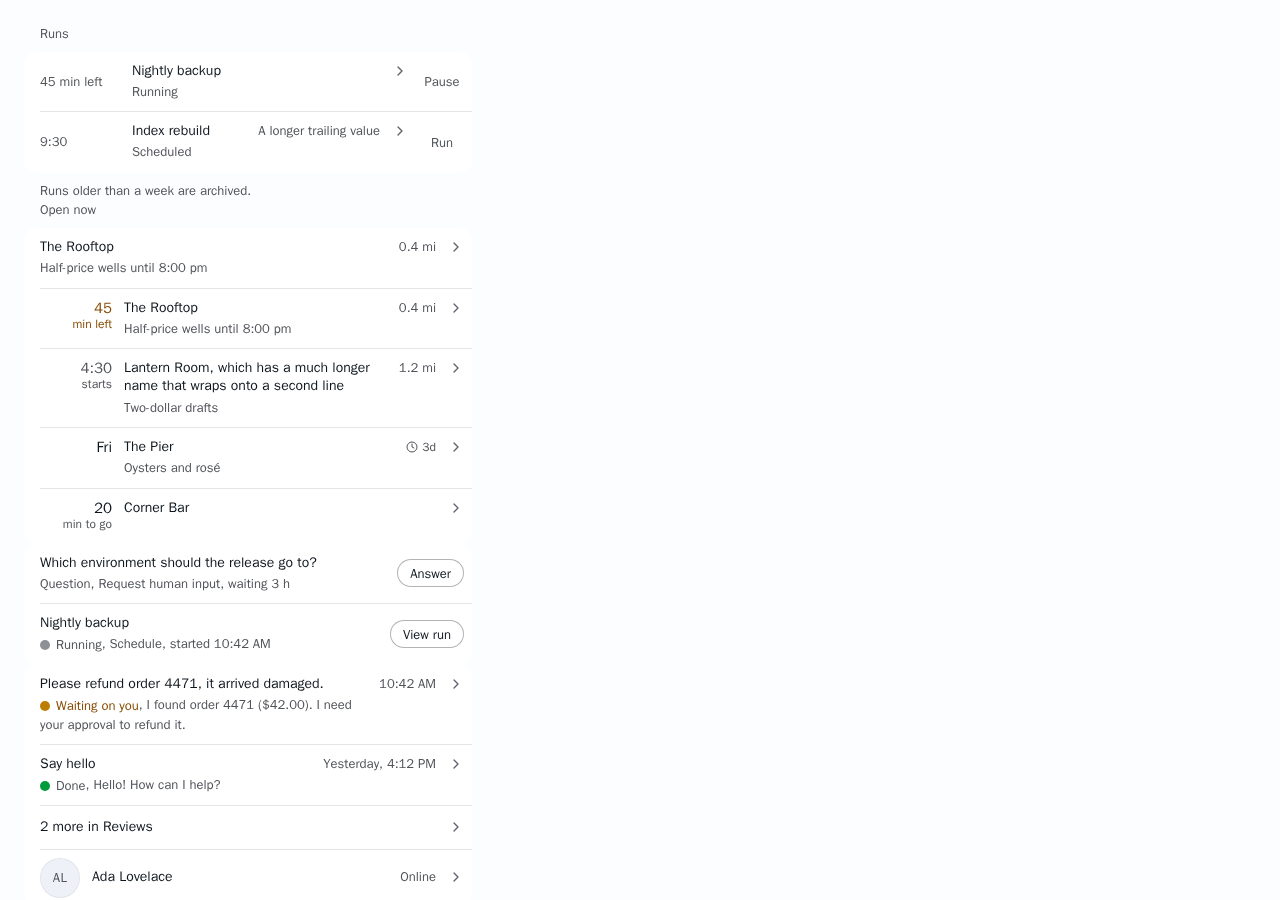 Runs
45 min left
Nightly backup
Running
Pause
9:30
Index rebuild
Scheduled
A longer trailing value
Run
Runs older than a week are archived.
Open now
The Rooftop
Half-price wells until 8:00 pm
0.4 mi
45
min left
The Rooftop
Half-price wells until 8:00 pm
0.4 mi
4:30
starts
Lantern Room, which has a much longer
name that wraps onto a second line
Two-dollar drafts
1.2 mi
Fri
The Pier
Oysters and rosé
3d
20
min to go
Corner Bar
Which environment should the release go to?
Question, Request human input, waiting 3 h
Answer
Nightly backup
Running, Schedule, started 10:42 AM
View run
Please refund order 4471, it arrived damaged.
10:42 AM
Waiting on you, I found order 4471 ($42.00). I need
your approval to refund it.
Say hello
Yesterday, 4:12 PM
Done, Hello! How can I help?
2 more in Reviews
AL
Ada Lovelace
Online